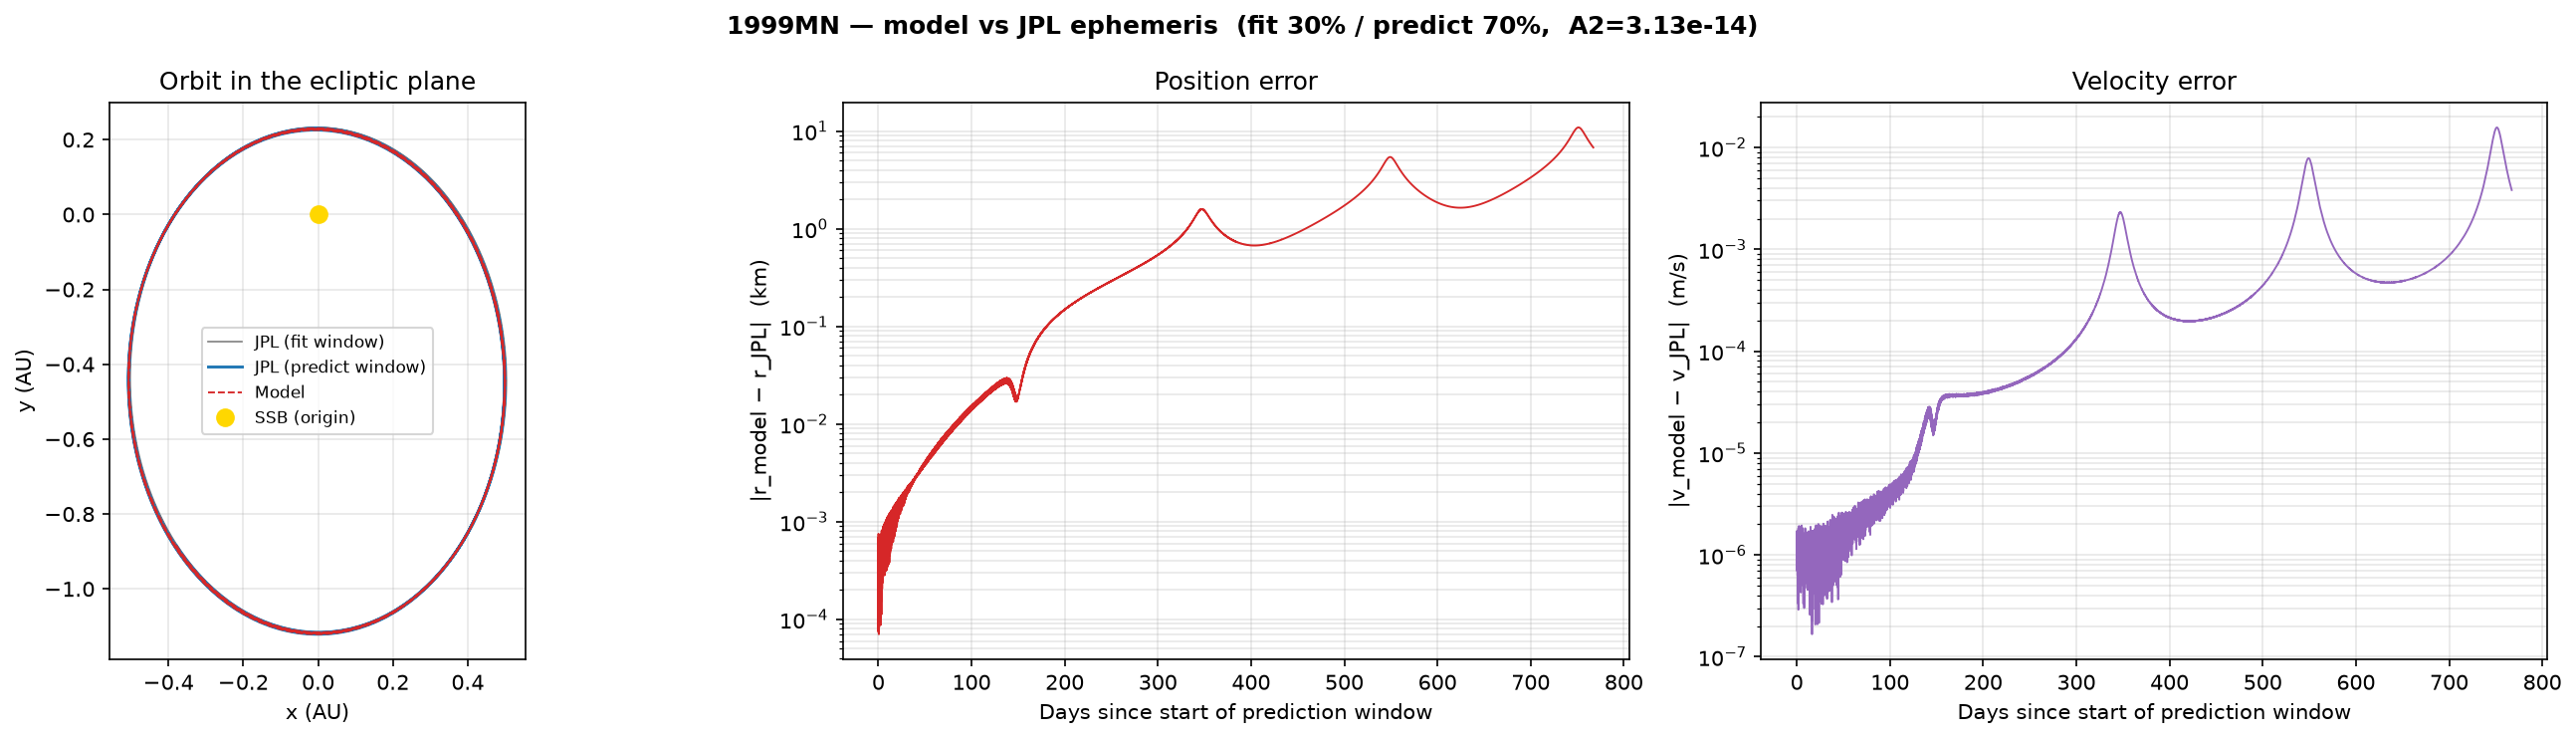 1999MN — model vs JPL ephemeris (fit 30% / predict 70%, A2=3.13e-14)
Orbit in the ecliptic plane
0.2
0.0
−0.2
−0.4
−0.6
−0.8
−1.0
y (AU)
JPL (fit window)
JPL (predict window)
Model
SSB (origin)
−0.4 −0.2 0.0 0.2 0.4
x (AU)
Position error
10¹
10⁰
10⁻¹
10⁻²
10⁻³
10⁻⁴
|r_model − r_JPL| (km)
0 100 200 300 400 500 600 700 800
Days since start of prediction window
Velocity error
10⁻²
10⁻³
10⁻⁴
10⁻⁵
10⁻⁶
10⁻⁷
|v_model − v_JPL| (m/s)
0 100 200 300 400 500 600 700 800
Days since start of prediction window